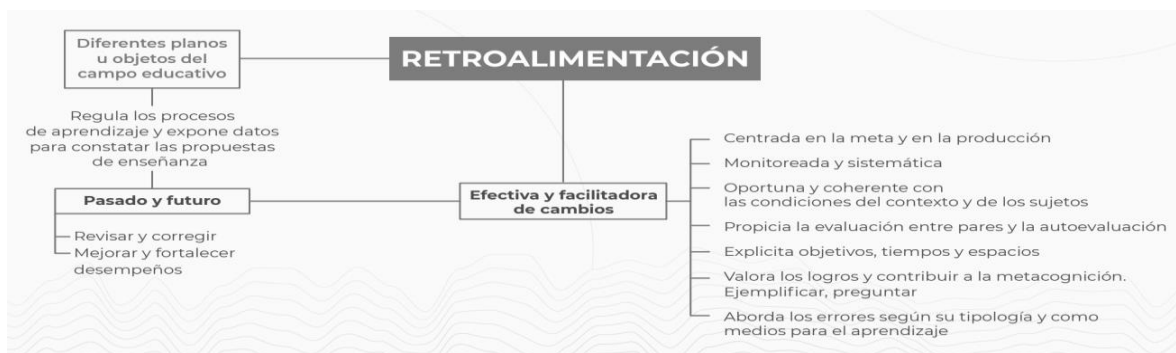 RETROALIMENTACIÓN
Diferentes planos
u objetos del
campo educativo
Regula los procesos
de aprendizaje y expone datos
para constatar las propuestas
de enseñanza
Pasado y futuro
Revisar y corregir
Mejorar y fortalecer
desempeños
Efectiva y facilitadora
de cambios
Centrada en la meta y en la producción
Monitoreada y sistemática
Oportuna y coherente con
las condiciones del contexto y de los sujetos
Propicia la evaluación entre pares y la autoevaluación
Explicita objetivos, tiempos y espacios
Valora los logros y contribuir a la metacognición.
Ejemplificar, preguntar
Aborda los errores según su tipología y como
medios para el aprendizaje